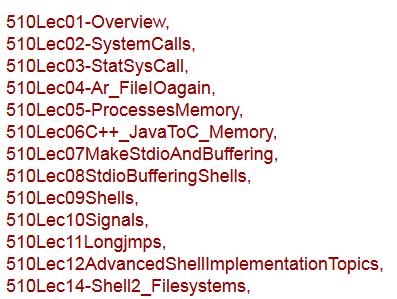 510Lec01-Overview,
510Lec02-SystemCalls,
510Lec03-StatSysCall,
510Lec04-Ar_FileIOagain,
510Lec05-ProcessesMemory,
510Lec06C++_JavaToC_Memory,
510Lec07MakeStdioAndBuffering,
510Lec08StdioBufferingShells,
510Lec09Shells,
510Lec10Signals,
510Lec11Longjmps,
510Lec12AdvancedShellImplementationTopics,
510Lec14-Shell2_Filesystems,